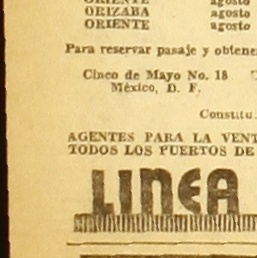 ORIENTE agosto
ORIZABA agosto
ORIENTE agosto
Para reservar pasaje y obtene
Cinco de Mayo No. 18
México, D. F.
Constitu
AGENTES PARA LA VENT
TODOS LOS PUERTOS DE
LINEA